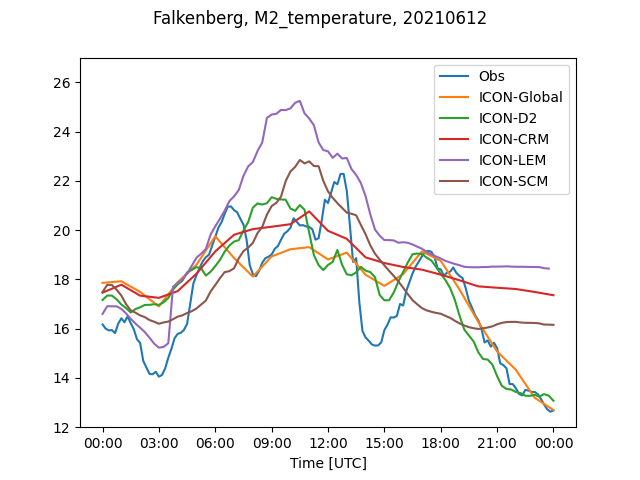 Falkenberg, M2_temperature, 20210612
26
24
22
20
18
16
14
12
Obs
ICON-Global
ICON-D2
ICON-CRM
ICON-LEM
ICON-SCM
00:00 03:00 06:00 09:00 12:00 15:00 18:00 21:00 00:00
Time [UTC]